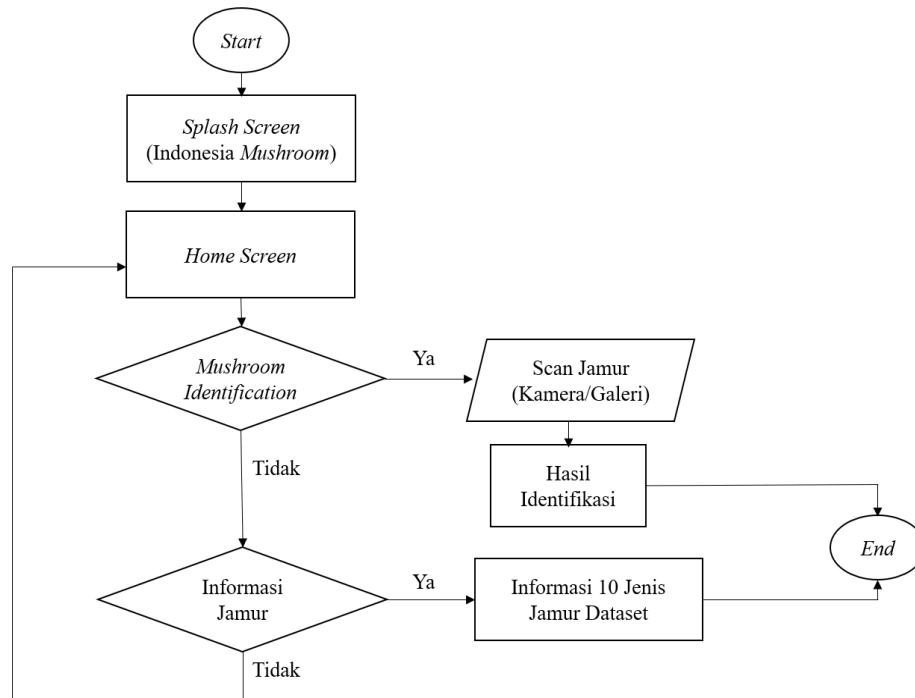 Start
Splash Screen
(Indonesia Mushroom)
Home Screen
Mushroom
Identification
Ya
Scan Jamur
(Kamera/Galeri)
Tidak
Hasil
Identifikasi
End
Informasi
Jamur
Ya
Informasi 10 Jenis
Jamur Dataset
Tidak